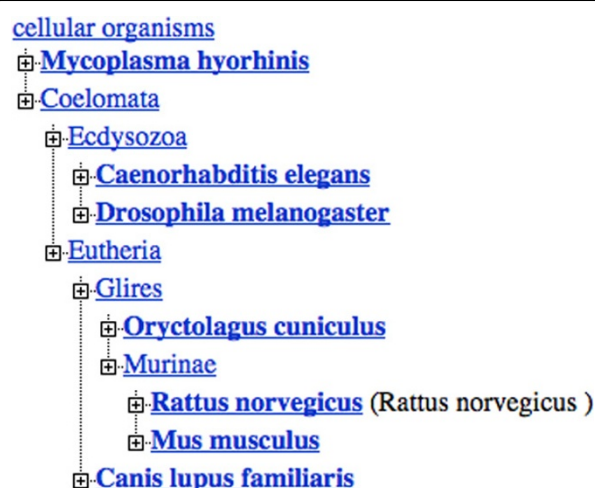 cellular organisms
Mycoplasma hyorhinis
Coelomata
Ecdysozoa
Caenorhabditis elegans
Drosophila melanogaster
Eutheria
Glires
Oryctolagus cuniculus
Murinae
Rattus norvegicus (Rattus norvegicus )
Mus musculus
Canis lupus familiaris